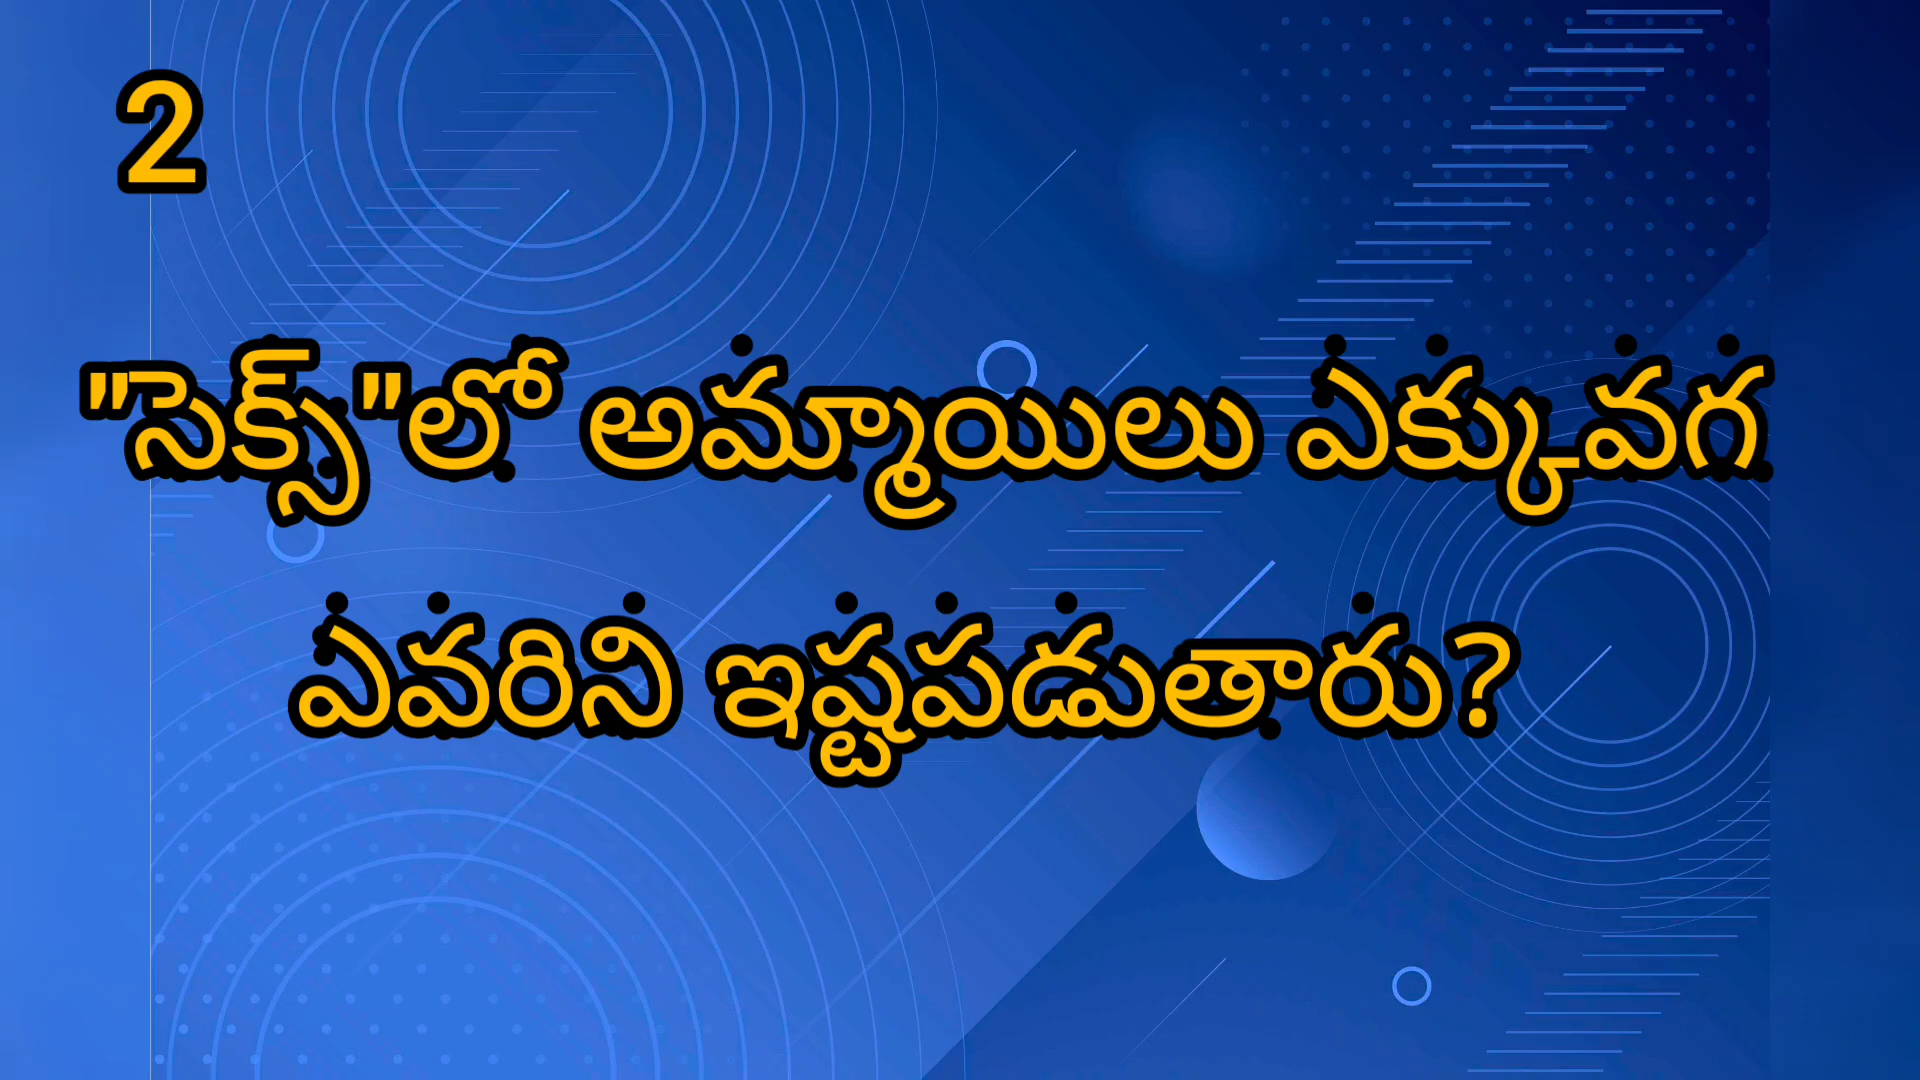 2
"సెక్స్"లో అమ్మాయిలు ఎక్కువగ
ఎవరిని ఇష్టపడుతారు?